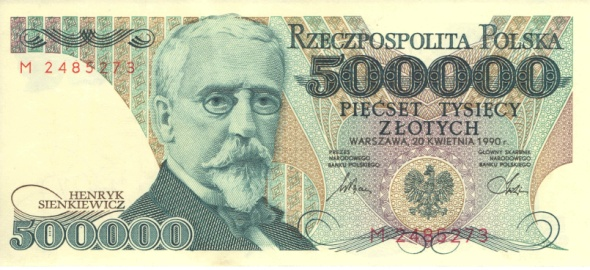 RZECZPOSPOLITA POLSKA
M 2485273
500000
PIĘĆSET TYSIĘCY
ZŁOTYCH
WARSZAWA, 20 KWIETNIA 1990 r.
PREZES
NARODOWEGO
BANKU POLSKIEGO
GŁÓWNY SKARBNIK
NARODOWEGO
BANKU POLSKIEGO
HENRYK
SIENKIEWICZ
500000
M 2485273